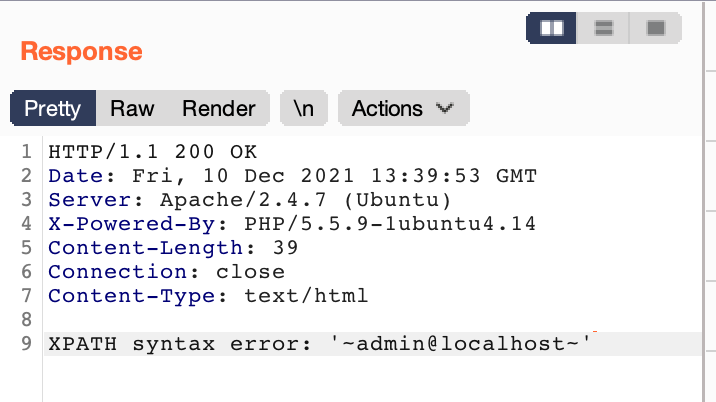 Response
Pretty Raw Render \n Actions
1 HTTP/1.1 200 OK
2 Date: Fri, 10 Dec 2021 13:39:53 GMT
3 Server: Apache/2.4.7 (Ubuntu)
4 X-Powered-By: PHP/5.5.9-1ubuntu4.14
5 Content-Length: 39
6 Connection: close
7 Content-Type: text/html
8
9 XPATH syntax error: '~admin@localhost~'